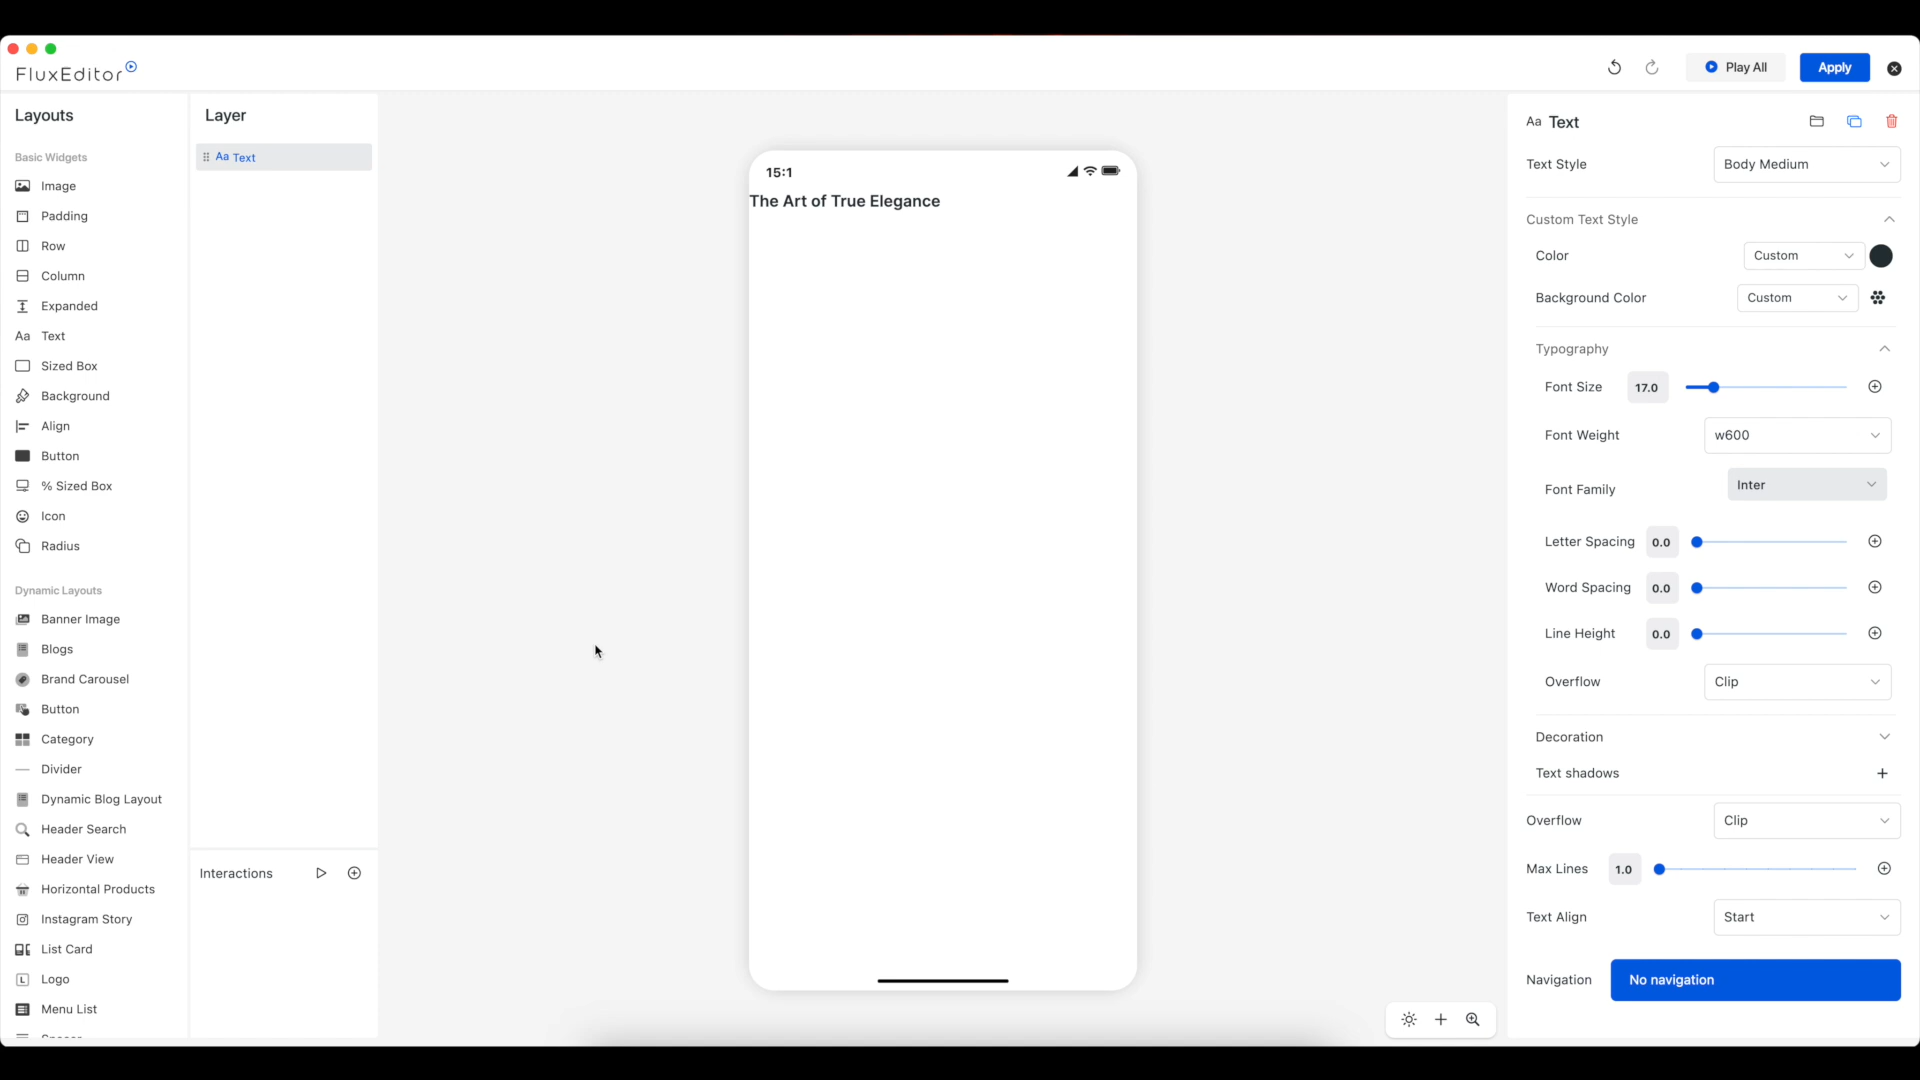 FluxEditor
Play All
Apply
Layouts
Basic Widgets
Image
Padding
Row
Column
Expanded
Aa Text
Sized Box
Background
Align
Button
% Sized Box
Icon
Radius
Dynamic Layouts
Banner Image
Blogs
Brand Carousel
Button
Category
Divider
Dynamic Blog Layout
Header Search
Header View
Horizontal Products
Instagram Story
List Card
L Logo
Menu List
Layer
Aa Text
Interactions
15:1
The Art of True Elegance
Aa Text
Text Style Body Medium
Custom Text Style
Color Custom
Background Color Custom
Typography
Font Size 17.0
Font Weight w600
Font Family Inter
Letter Spacing 0.0
Word Spacing 0.0
Line Height 0.0
Overflow Clip
Decoration
Text shadows
Overflow Clip
Max Lines 1.0
Text Align Start
Navigation No navigation